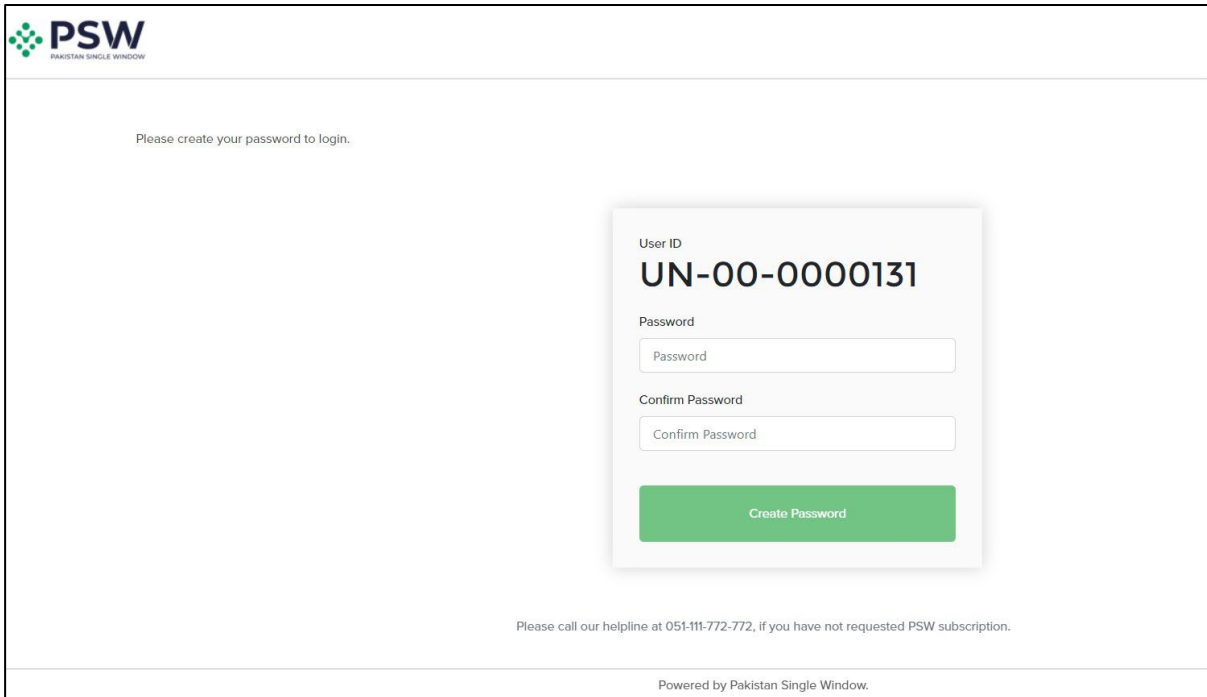 PSW
PAKISTAN SINGLE WINDOW
Please create your password to login.
User ID
UN-00-0000131
Password
Password
Confirm Password
Confirm Password
Create Password
Please call our helpline at 051-111-772-772, if you have not requested PSW subscription.
Powered by Pakistan Single Window.